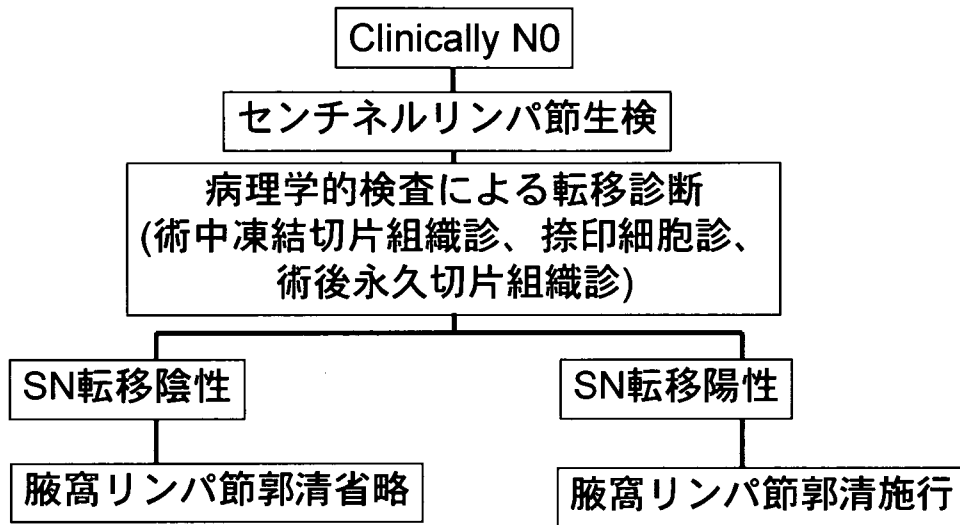 Clinically N0
センチネルリンパ節生検
病理学的検査による転移診断
(術中凍結切片組織診、捺印細胞診、
術後永久切片組織診)
SN転移陰性
SN転移陽性
腋窩リンパ節郭清省略
腋窩リンパ節郭清施行